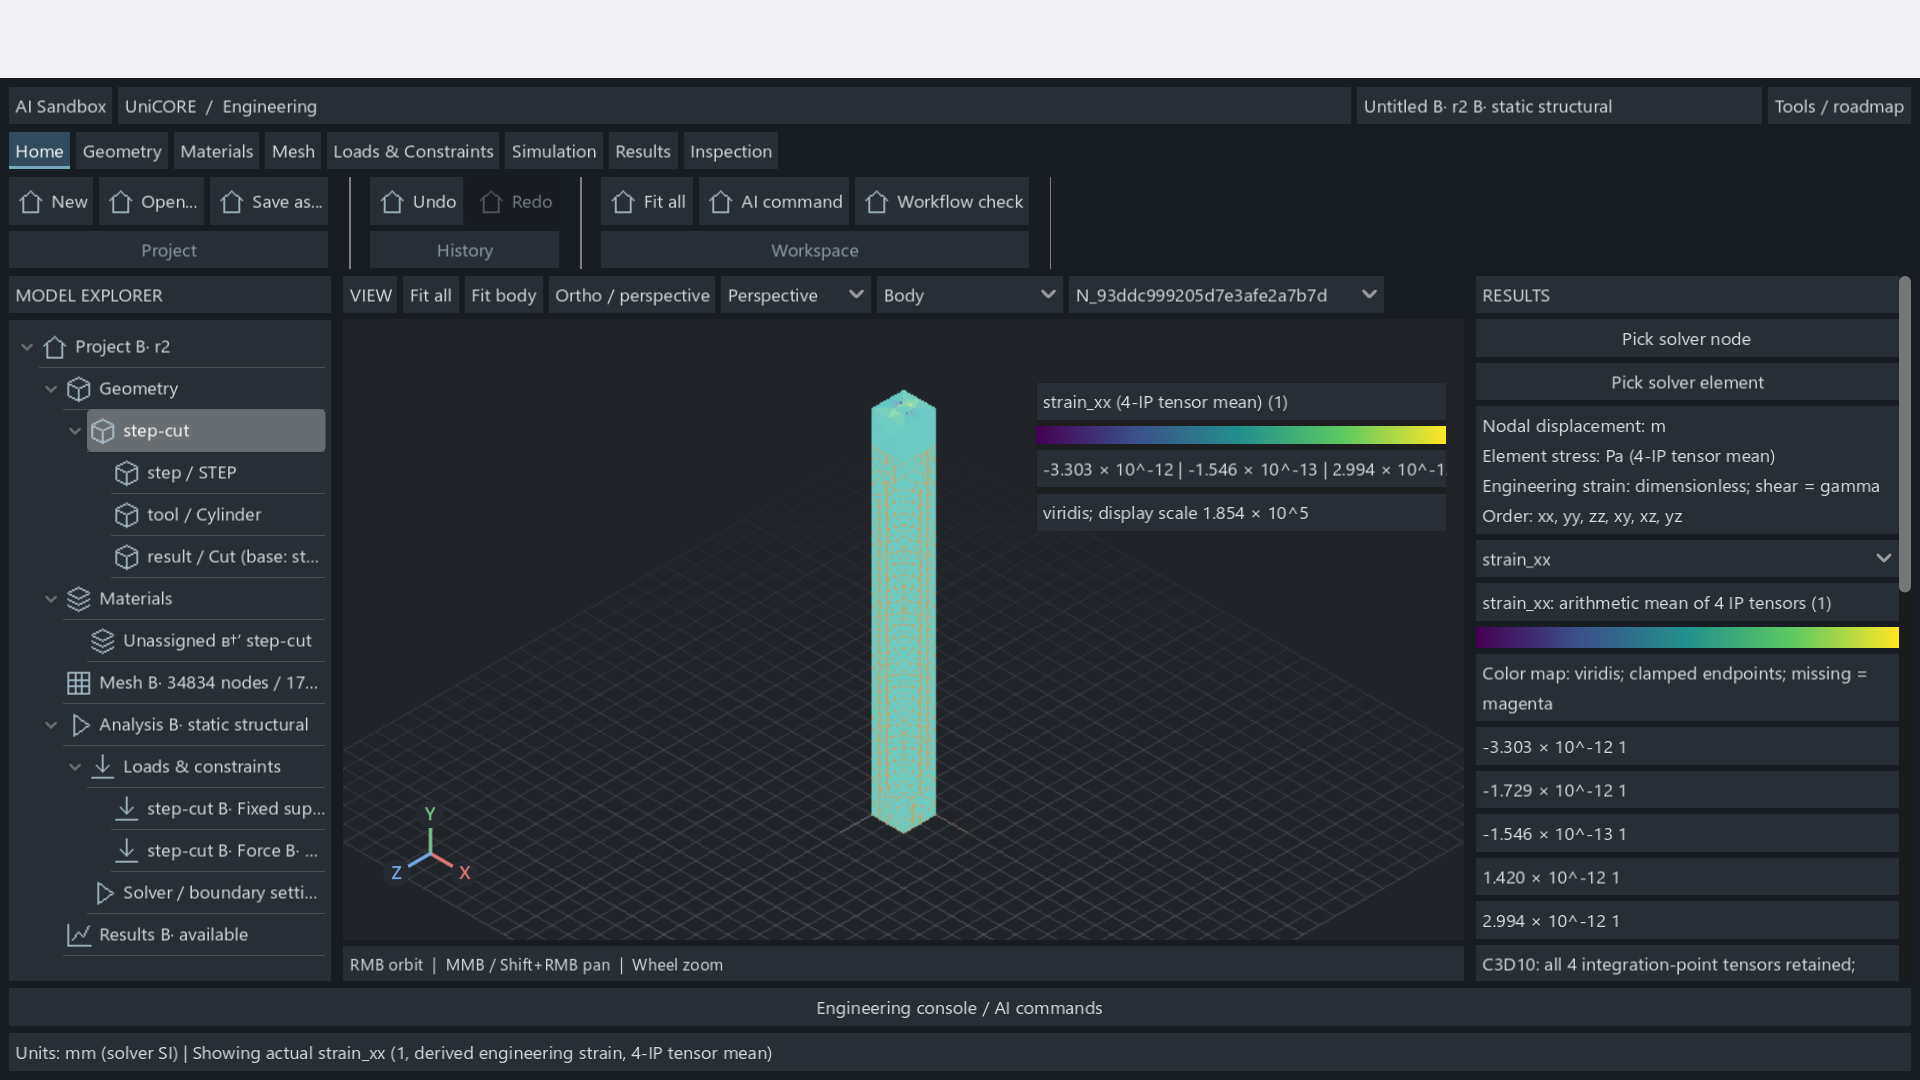 AI Sandbox
UniCORE / Engineering
Untitled В· r2 В· static structural
Tools / roadmap
Home
Geometry
Materials
Mesh
Loads & Constraints
Simulation
Results
Inspection
New
Open...
Save as...
Undo
Redo
Fit all
AI command
Workflow check
Project
History
Workspace
MODEL EXPLORER
VIEW
Fit all
Fit body
Ortho / perspective
Perspective
Body
N_93ddc999205d7e3afe2a7b7d
RESULTS
Project В· r2
Geometry
step-cut
step / STEP
tool / Cylinder
result / Cut (base: st...
Materials
Unassigned в†’ step-cut
Mesh В· 34834 nodes / 17...
Analysis В· static structural
Loads & constraints
step-cut В· Fixed sup...
step-cut В· Force В· ...
Solver / boundary setti...
Results В· available
strain_xx (4-IP tensor mean) (1)
-3.303 × 10^-12 | -1.546 × 10^-13 | 2.994 × 10^-1
viridis; display scale 1.854 × 10^5
Y
Z
X
RMB orbit | MMB / Shift+RMB pan | Wheel zoom
Pick solver node
Pick solver element
Nodal displacement: m
Element stress: Pa (4-IP tensor mean)
Engineering strain: dimensionless; shear = gamma
Order: xx, yy, zz, xy, xz, yz
strain_xx
strain_xx: arithmetic mean of 4 IP tensors (1)
Color map: viridis; clamped endpoints; missing =
magenta
-3.303 × 10^-12 1
-1.729 × 10^-12 1
-1.546 × 10^-13 1
1.420 × 10^-12 1
2.994 × 10^-12 1
C3D10: all 4 integration-point tensors retained;
Engineering console / AI commands
Units: mm (solver SI) | Showing actual strain_xx (1, derived engineering strain, 4-IP tensor mean)